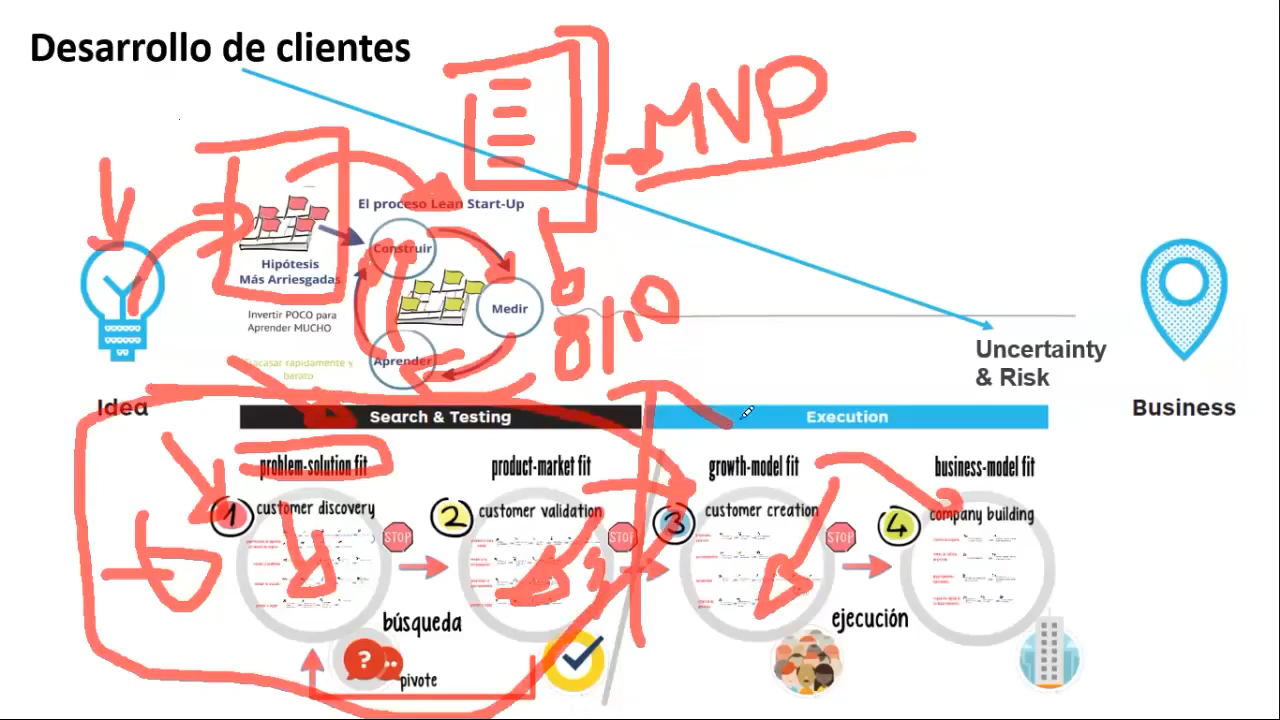 Desarrollo de clientes
MVP
El proceso Lean Start-Up
Construir
Hipótesis
Más Arriesgadas
Medir
Invertir POCO para
Aprender MUCHO
Aprender
acasar rápidamente y
barato
Uncertainty
& Risk
Idea
Business
Search & Testing
Execution
problem-solution fit
product-market fit
growth-model fit
business-model fit
1 customer discovery
2 customer validation
3 customer creation
4 company building
STOP
STOP
STOP
búsqueda
ejecución
?
pivote